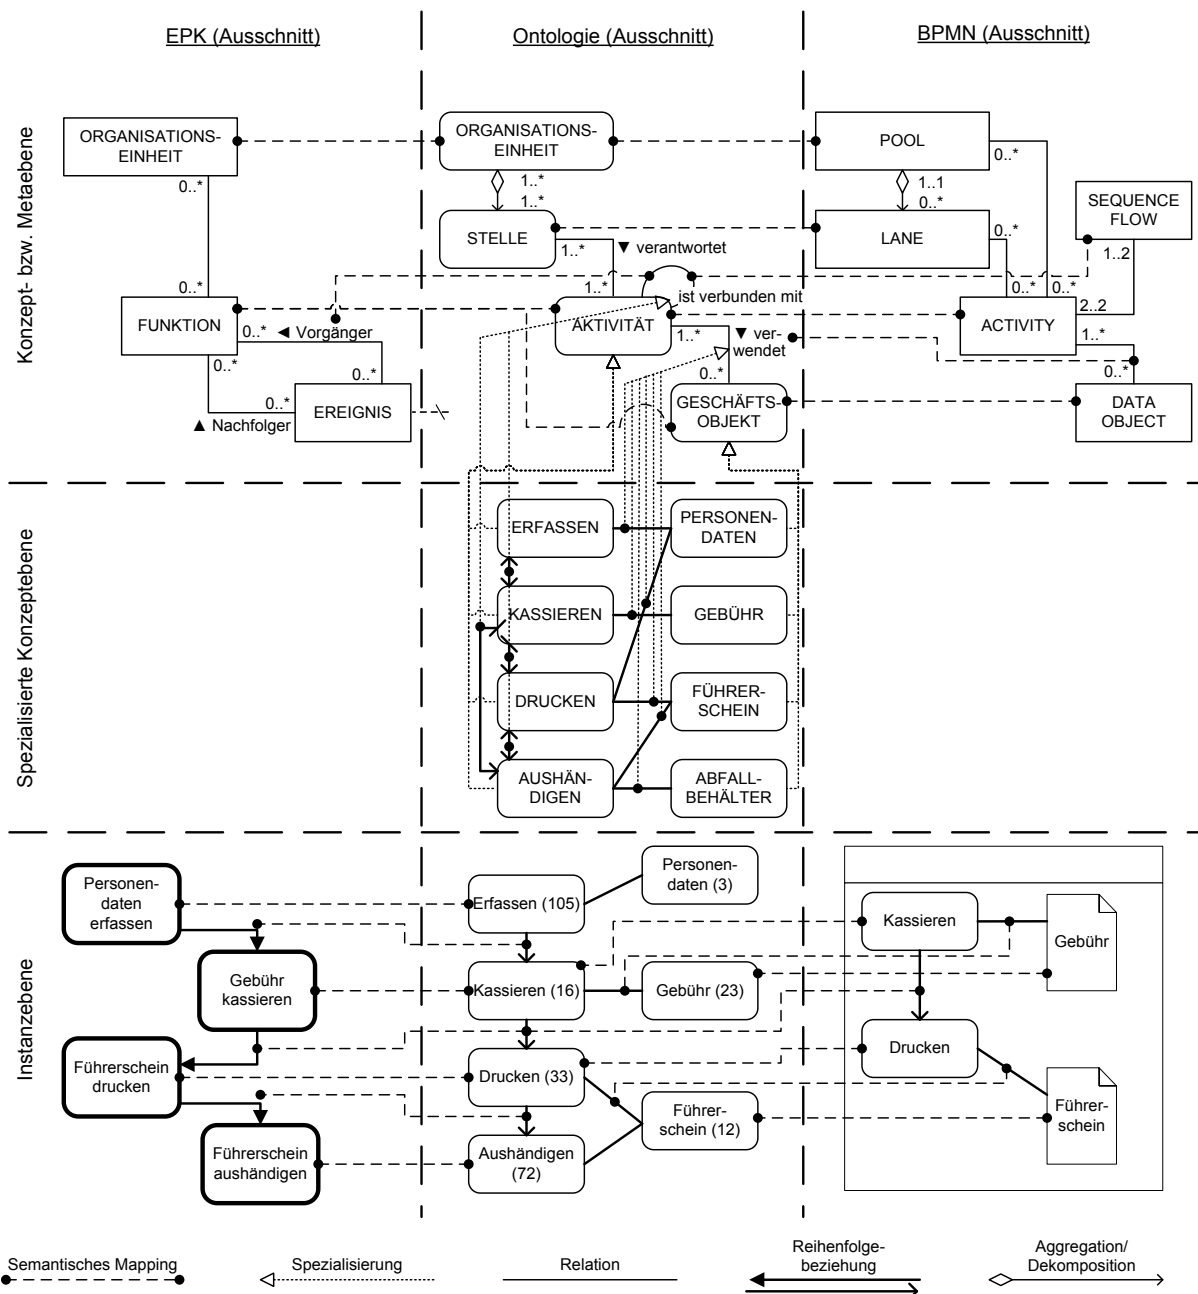 EPK (Ausschnitt)
Ontologie (Ausschnitt)
BPMN (Ausschnitt)
Konzept- bzw. Metaebene
ORGANISATIONS-
EINHEIT
0..*
0..*
FUNKTION
0..*
◄ Vorgänger
0..*
0..*
0..*
EREIGNIS
▲ Nachfolger
ORGANISATIONS-
EINHEIT
1..*
1..*
STELLE
1..*
▼ verantwortet
1..*
ist verbunden mit
AKTIVITÄT
1..*
▼ ver-
wendet
0..*
GESCHÄFTS-
OBJEKT
POOL
0..*
1..1
0..*
LANE
0..*
SEQUENCE
FLOW
1..2
0..*
0..*
2..2
ACTIVITY
1..*
0..*
DATA
OBJECT
Spezialisierte Konzeptebene
ERFASSEN
PERSONEN-
DATEN
KASSIEREN
GEBÜHR
DRUCKEN
FÜHRER-
SCHEIN
AUSHÄN-
DIGEN
ABFALL-
BEHÄLTER
Instanzebene
Personen-
daten
erfassen
Gebühr
kassieren
Führerschein
drucken
Führerschein
aushändigen
Erfassen (105)
Personen-
daten (3)
Kassieren (16)
Gebühr (23)
Drucken (33)
Führer-
schein (12)
Aushändigen
(72)
Kassieren
Gebühr
Drucken
Führer-
schein
Semantisches Mapping
Spezialisierung
Relation
Reihenfolge-
beziehung
Aggregation/
Dekomposition